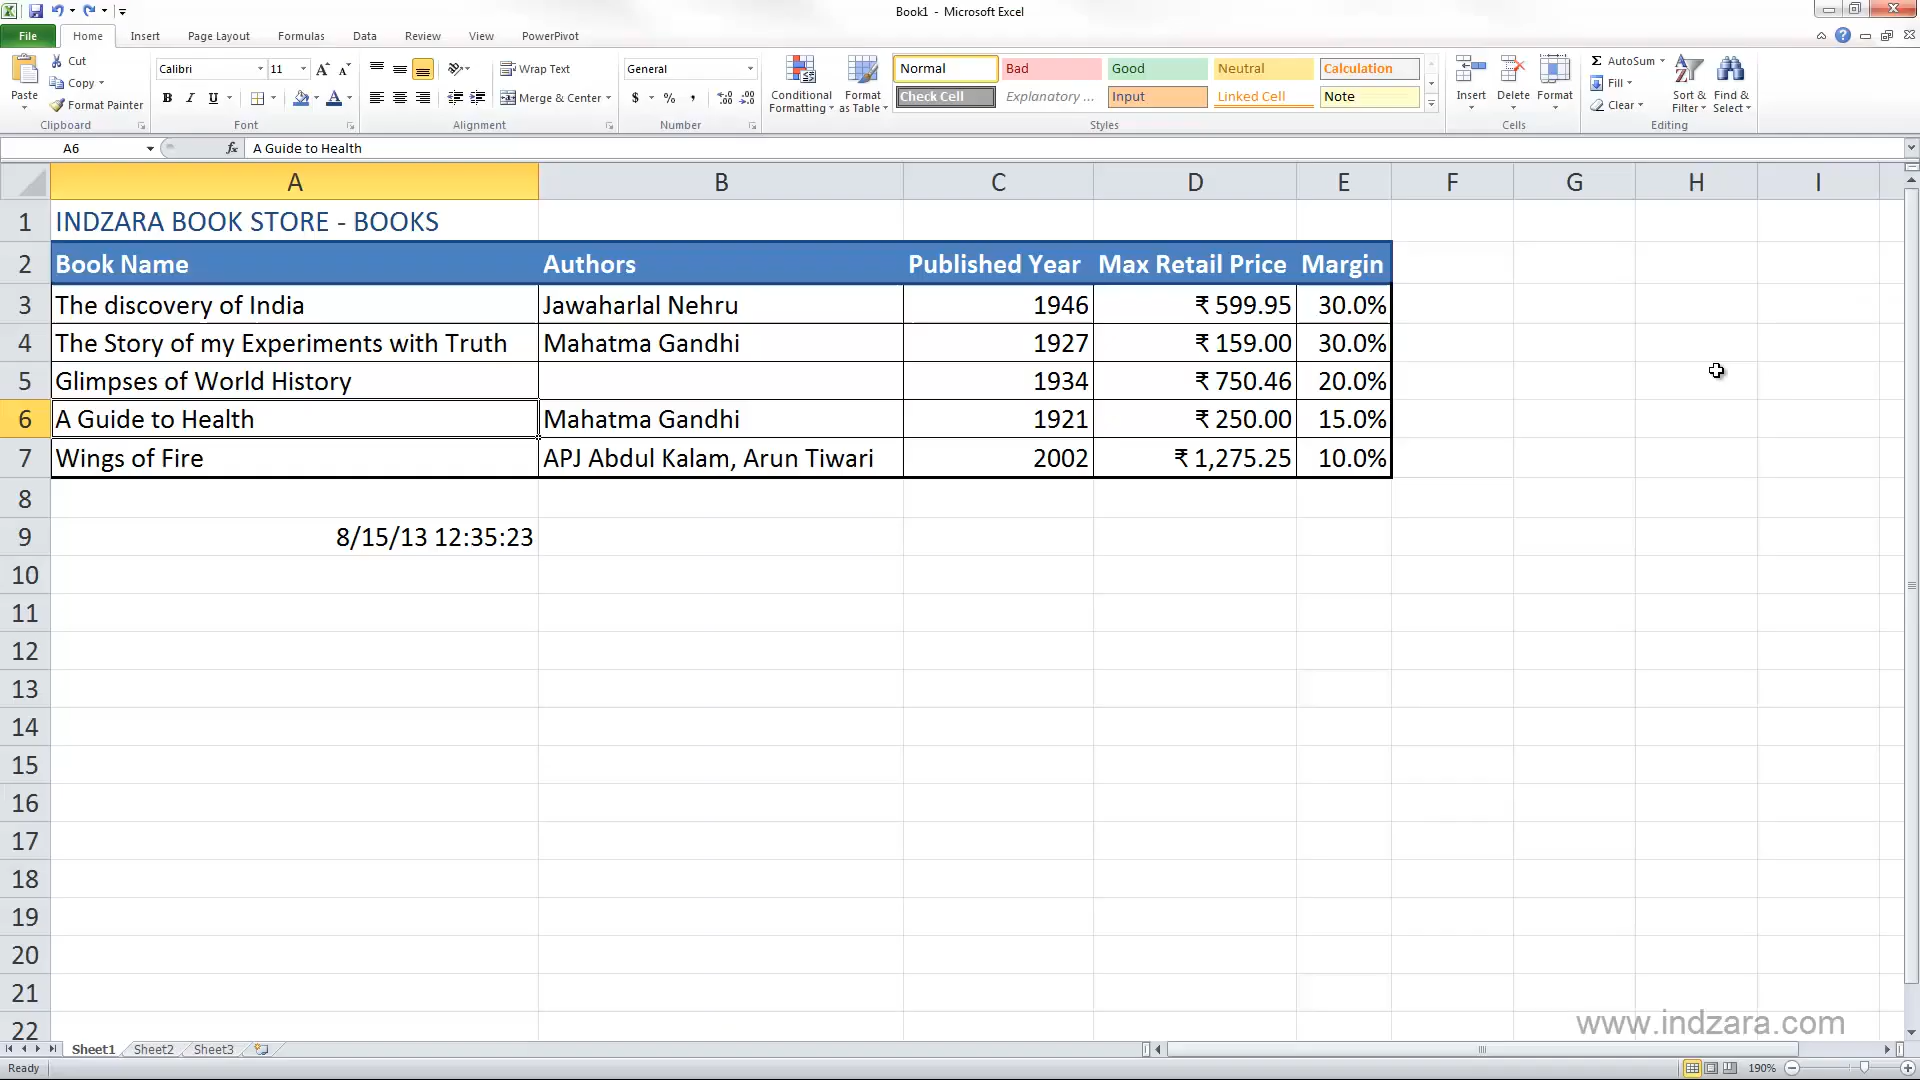 Book1 - Microsoft Excel
File Home Insert Page Layout Formulas Data Review View PowerPivot
Paste
Cut
Copy
Format Painter
Clipboard
Calibri 11
B I U
Font
Wrap Text
Merge & Center
Alignment
General
$ % ,
Number
Conditional Formatting
Format as Table
Normal Bad Good Neutral Calculation
Check Cell Explanatory ... Input Linked Cell Note
Styles
Insert Delete Format
Cells
Σ AutoSum
Fill
Clear
Sort & Filter
Find & Select
Editing
A6 fx A Guide to Health
A B C D E F G H I
1 INDZARA BOOK STORE - BOOKS
2 Book Name Authors Published Year Max Retail Price Margin
3 The discovery of India Jawaharlal Nehru 1946 ₹ 599.95 30.0%
4 The Story of my Experiments with Truth Mahatma Gandhi 1927 ₹ 159.00 30.0%
5 Glimpses of World History 1934 ₹ 750.46 20.0%
6 A Guide to Health Mahatma Gandhi 1921 ₹ 250.00 15.0%
7 Wings of Fire APJ Abdul Kalam, Arun Tiwari 2002 ₹ 1,275.25 10.0%
8
9 8/15/13 12:35:23
10
11
12
13
14
15
16
17
18
19
20
21
22
www.indzara.com
Sheet1 Sheet2 Sheet3
Ready 190%